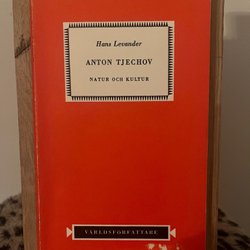 Hans Levander
ANTON TJECHOV
NATUR OCH KULTUR
VÄRLDSFÖRFATTARE